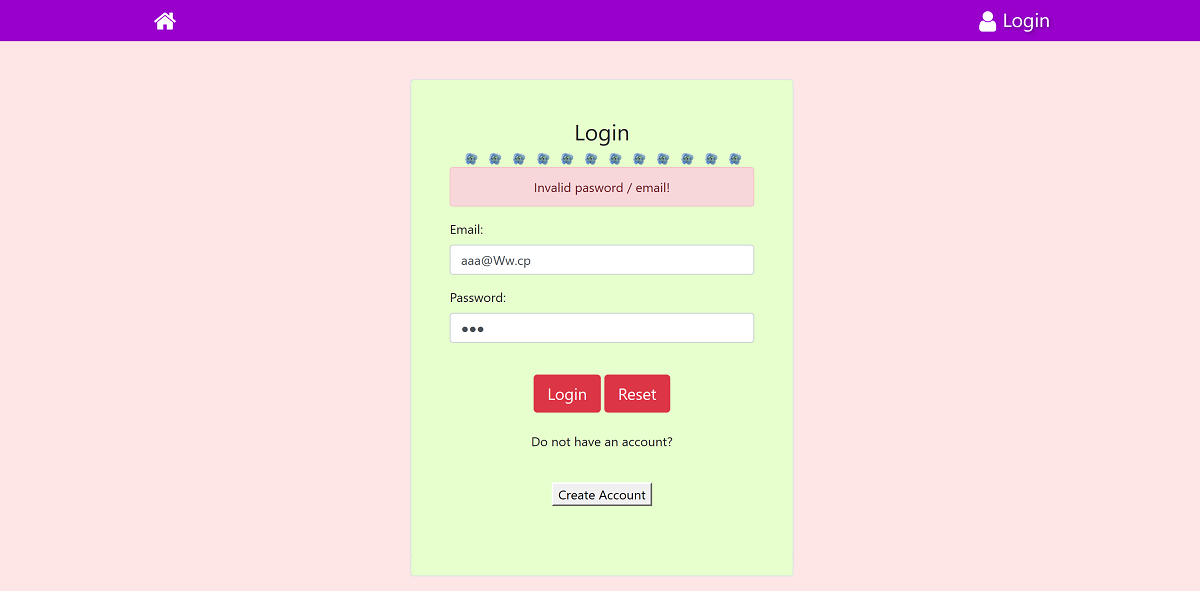 Login
Login
Invalid pasword / email!
Email:
aaa@Ww.cp
Password:
Login Reset
Do not have an account?
Create Account